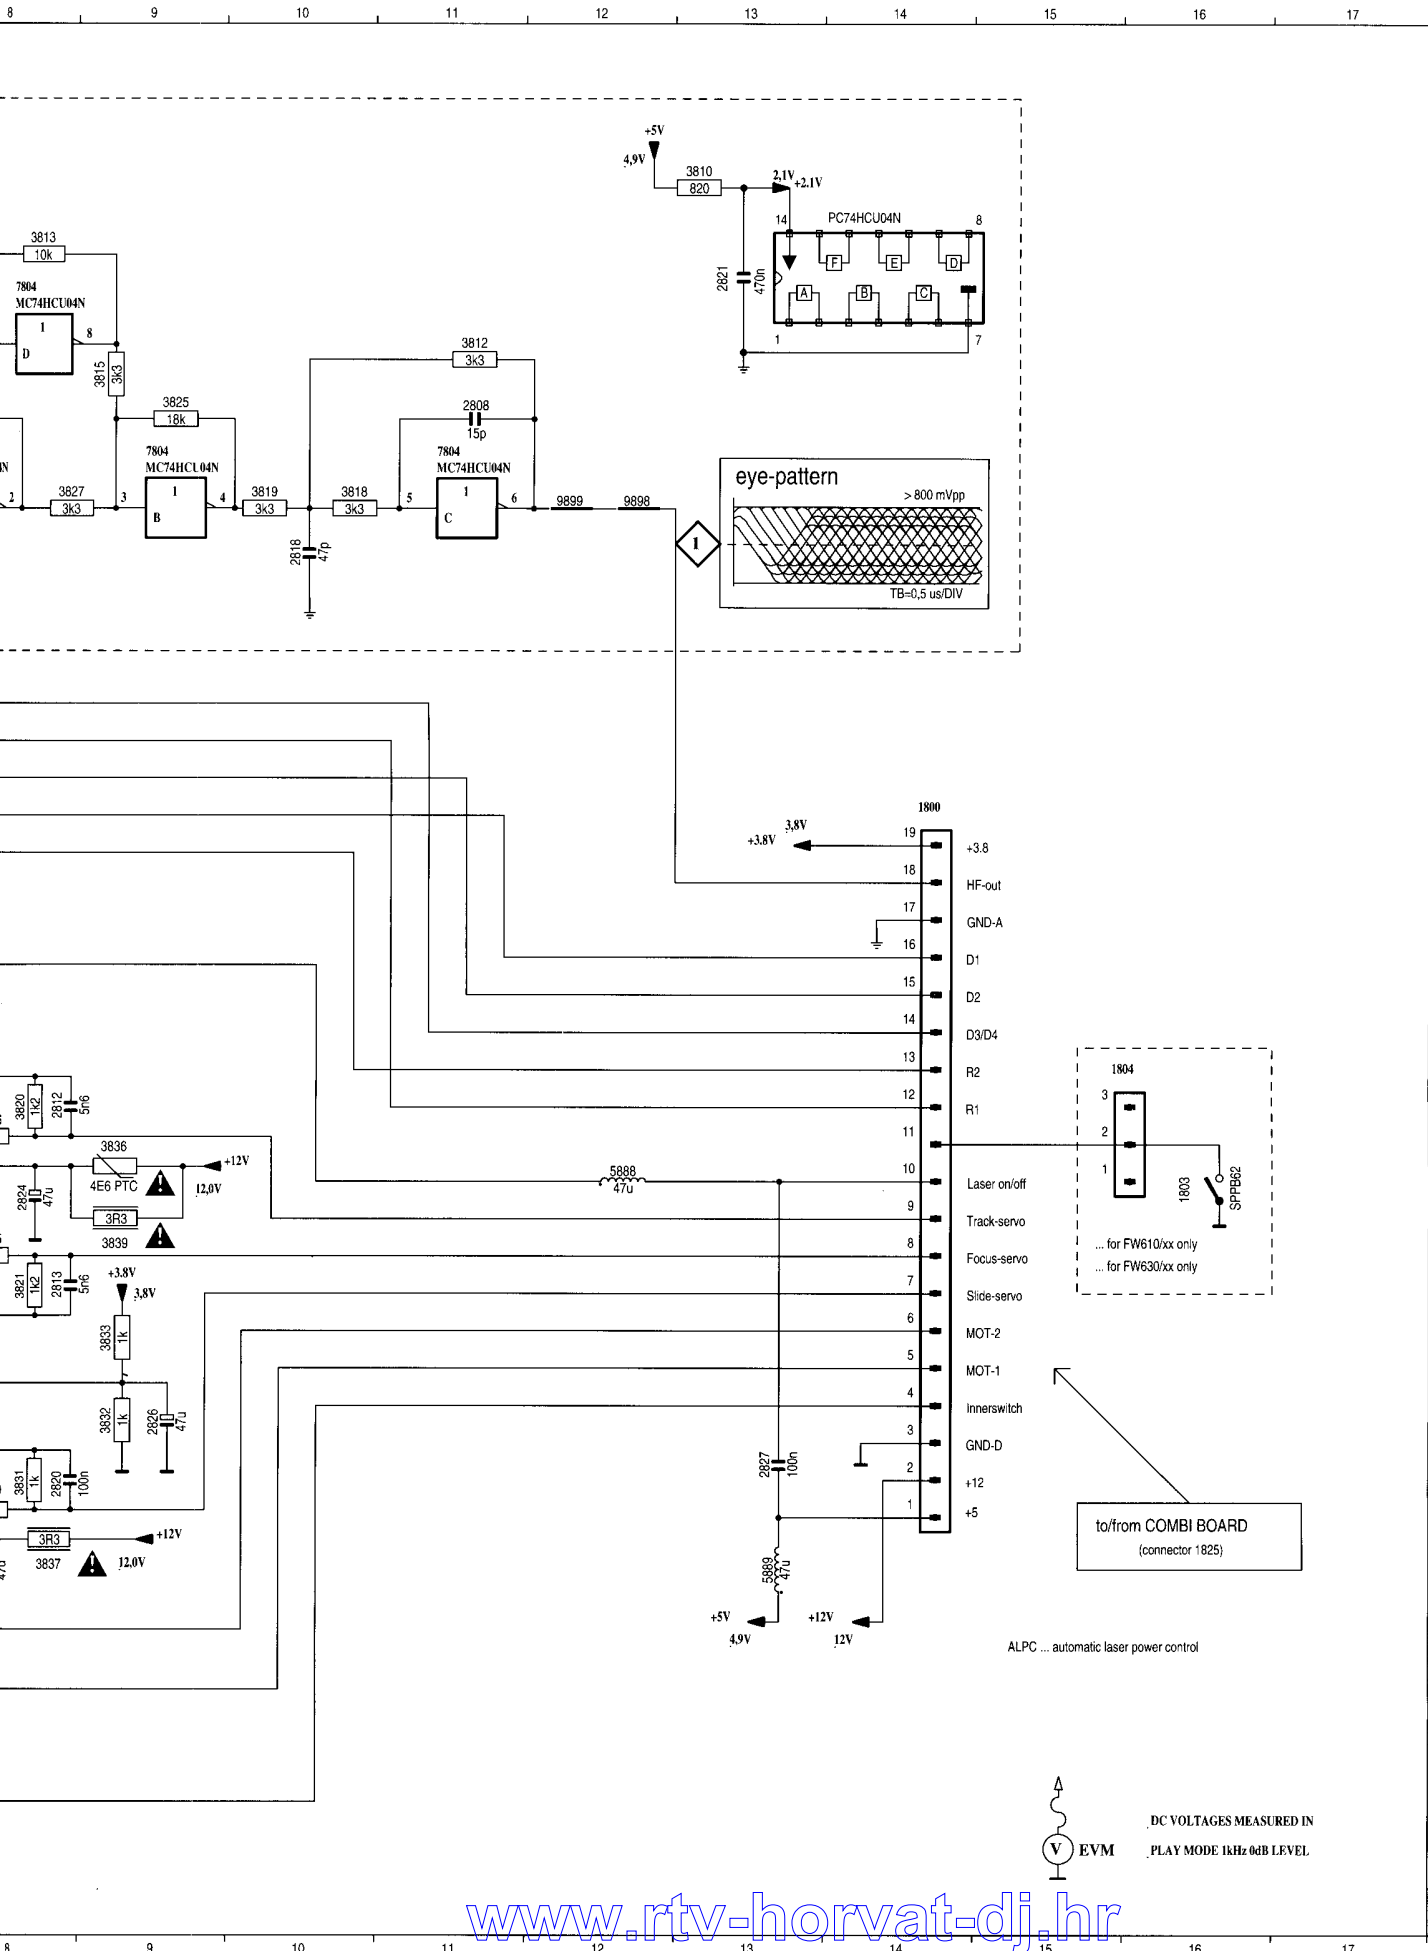 8 9 10 11 12 13 14 15 16 17
+5V
4,9V
3810
820
2,1V
+2.1V
14 PC74HCU04N 8
F E D
A B C
1 7
2821
470n
3813
10k
7804
MC74HCU04N
1
D
8
3815
3k3
3812
3k3
3825
18k
2808
15p
7804
MC74HCU04N
1
B
3 4
7804
MC74HCU04N
1
C
5 6
4N
2
3827
3k3
3819
3k3
3818
3k3
9899
9898
2818
47p
eye-pattern
> 800 mVpp
1
TB=0,5 us/DIV
1800
+3.8V
3,8V
19 +3.8
18 HF-out
17 GND-A
16 D1
15 D2
14 D3/D4
13 R2
12 R1
11
10 Laser on/off
9 Track-servo
8 Focus-servo
7 Slide-servo
6 MOT-2
5 MOT-1
4 Innerswitch
3 GND-D
2 +12
1 +5
1804
3
2
1
1803
SPPB62
... for FW610/xx only
... for FW630/xx only
3820
1k2
2812
5n6
3836
4E6 PTC
+12V
12,0V
2824
47u
3R3
3839
3821
1k2
2813
5n6
+3.8V
3,8V
3833
1k
3832
1k
2826
47u
3831
1k
2820
100n
3R3
3837
+12V
12,0V
47u
5888
47u
2827
100n
5889
47u
+5V
4,9V
+12V
12V
to/from COMBI BOARD
(connector 1825)
ALPC ... automatic laser power control
V EVM
DC VOLTAGES MEASURED IN
PLAY MODE 1kHz 0dB LEVEL
www.rtv-horvat-dj.hr
8 9 10 11 12 13 14 15 16 17